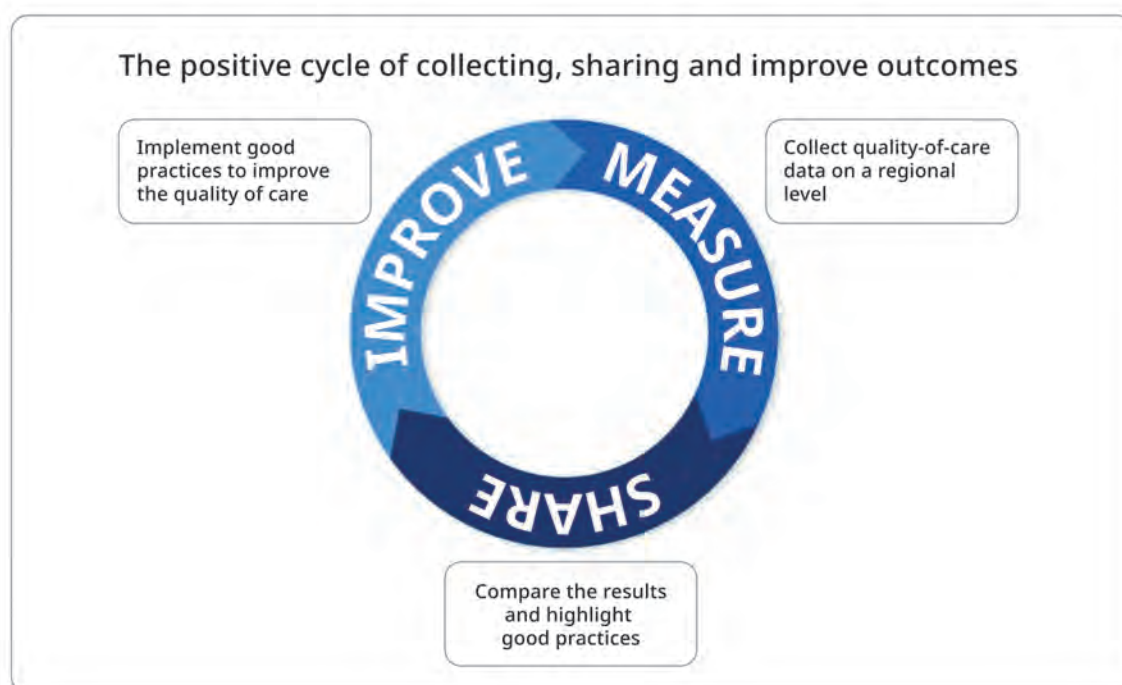 The positive cycle of collecting, sharing and improve outcomes
Implement good
practices to improve
the quality of care
IMPROVE
MEASURE
Collect quality-of-care
data on a regional
level
SHARE
Compare the results
and highlight
good practices